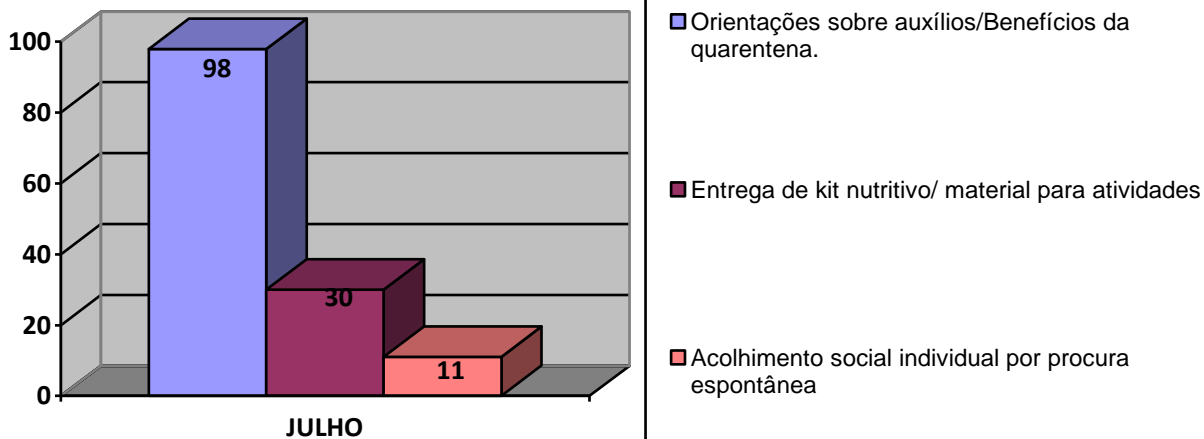 100
80
60
40
20
0
98
30
11
JULHO
Orientações sobre auxílios/Benefícios da
quarentena.
Entrega de kit nutritivo/ material para atividades
Acolhimento social individual por procura
espontânea